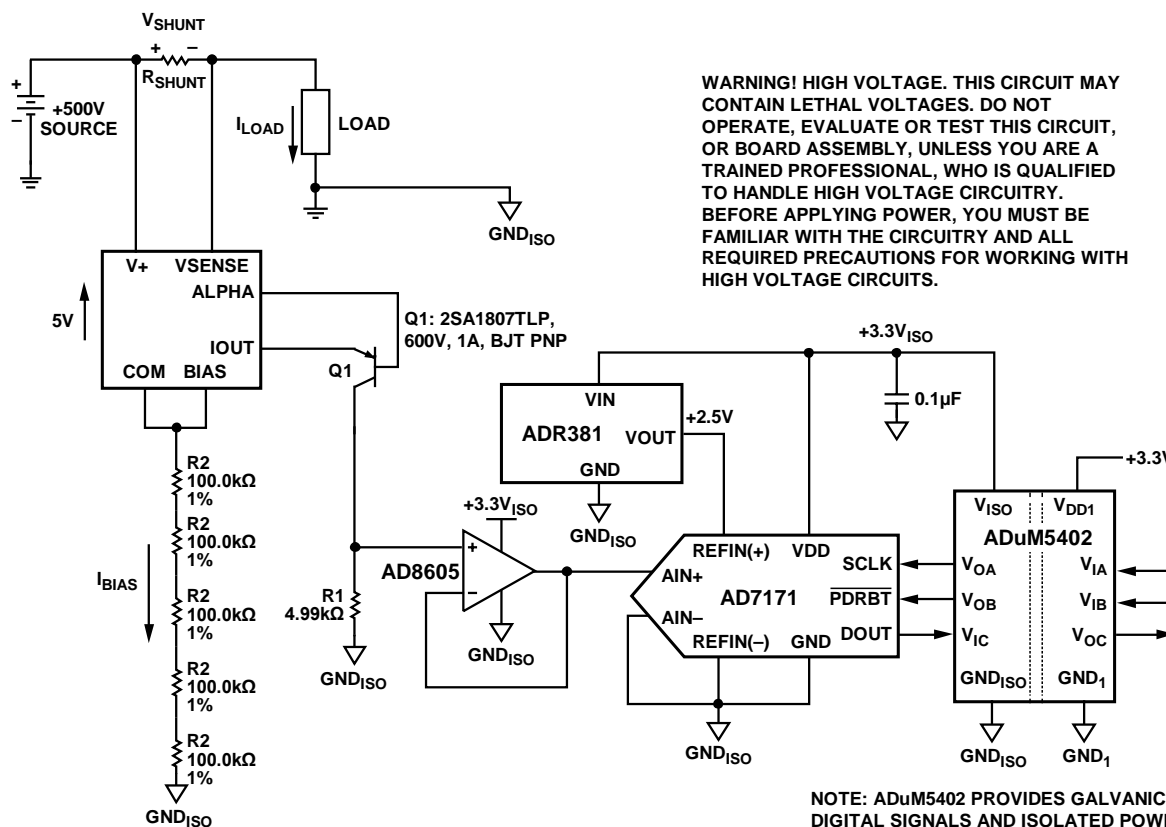 VSHUNT
+ −
RSHUNT
+
−
+500V
SOURCE
ILOAD
LOAD
GNDISO
WARNING! HIGH VOLTAGE. THIS CIRCUIT MAY
CONTAIN LETHAL VOLTAGES. DO NOT
OPERATE, EVALUATE OR TEST THIS CIRCUIT,
OR BOARD ASSEMBLY, UNLESS YOU ARE A
TRAINED PROFESSIONAL, WHO IS QUALIFIED
TO HANDLE HIGH VOLTAGE CIRCUITRY.
BEFORE APPLYING POWER, YOU MUST BE
FAMILIAR WITH THE CIRCUITRY AND ALL
REQUIRED PRECAUTIONS FOR WORKING WITH
HIGH VOLTAGE CIRCUITS.
V+ VSENSE
ALPHA
5V
IOUT
COM BIAS
Q1: 2SA1807TLP,
600V, 1A, BJT PNP
Q1
R2
100.0kΩ
1%
R2
100.0kΩ
1%
R2
100.0kΩ
1%
R2
100.0kΩ
1%
R2
100.0kΩ
1%
IBIAS
GNDISO
R1
4.99kΩ
GNDISO
+3.3VISO
+
AD8605
−
GNDISO
VIN
ADR381
VOUT
GND
+2.5V
GNDISO
+3.3VISO
0.1µF
REFIN(+) VDD
AIN+
SCLK
AD7171
PDRBT
AIN−
REFIN(−) GND DOUT
GNDISO
+3.3V
VISO VDD1
ADuM5402
VOA VIA
VOB VIB
VIC VOC
GNDISO GND1
GNDISO GND1
NOTE: ADuM5402 PROVIDES GALVANIC
DIGITAL SIGNALS AND ISOLATED